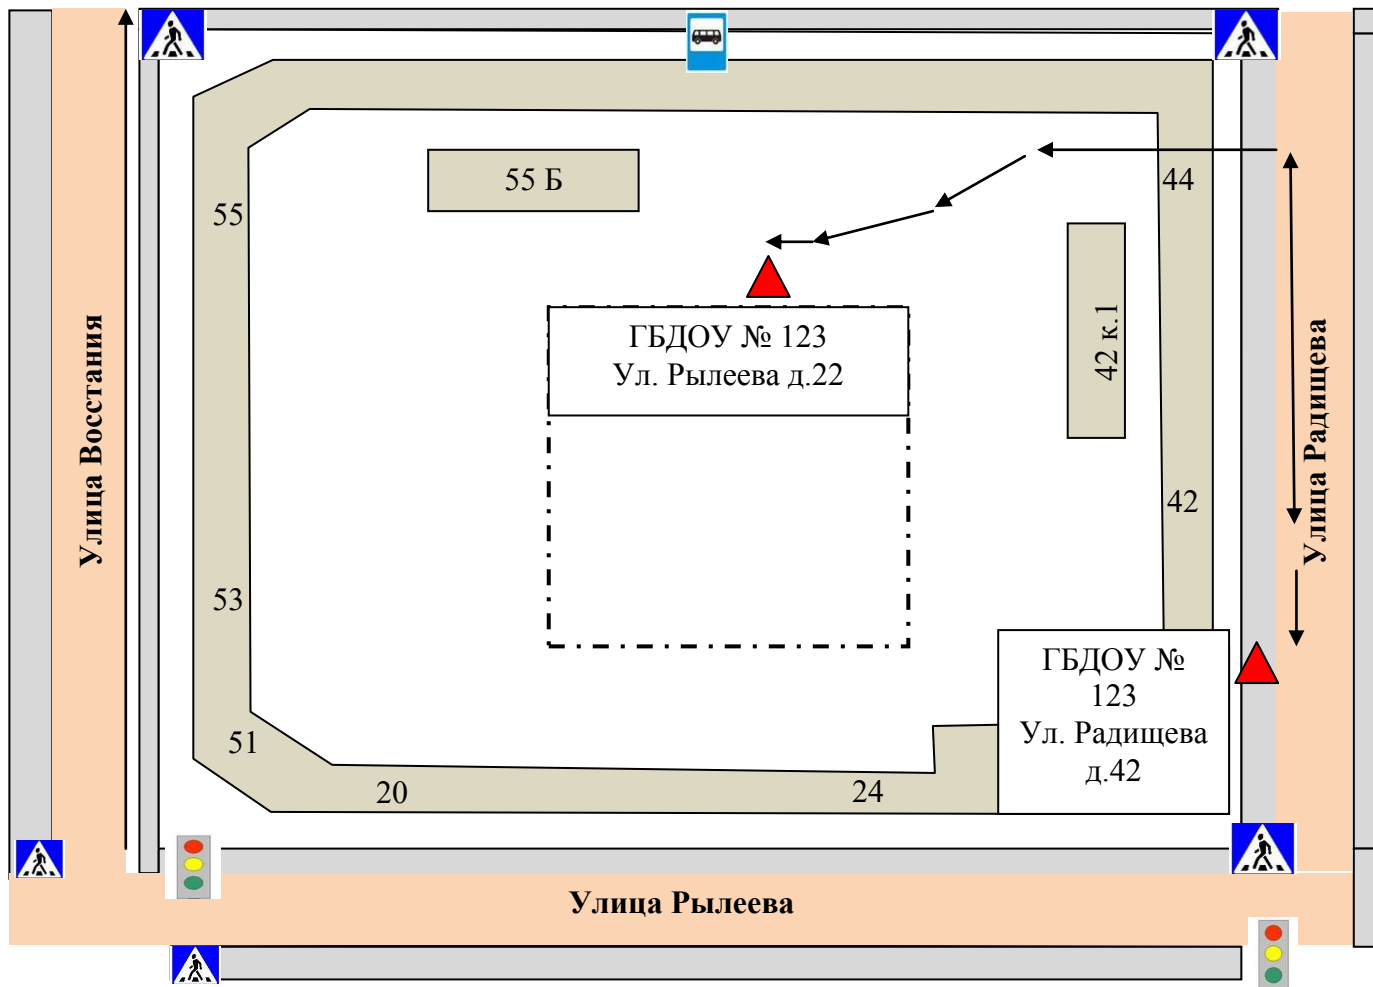 55 Б
44
55
Улица Восстания
ГБДОУ № 123
Ул. Рылеева д.22
42 к.1
Улица Радищева
42
53
ГБДОУ №
123
Ул. Радищева
д.42
51
20
24
Улица Рылеева